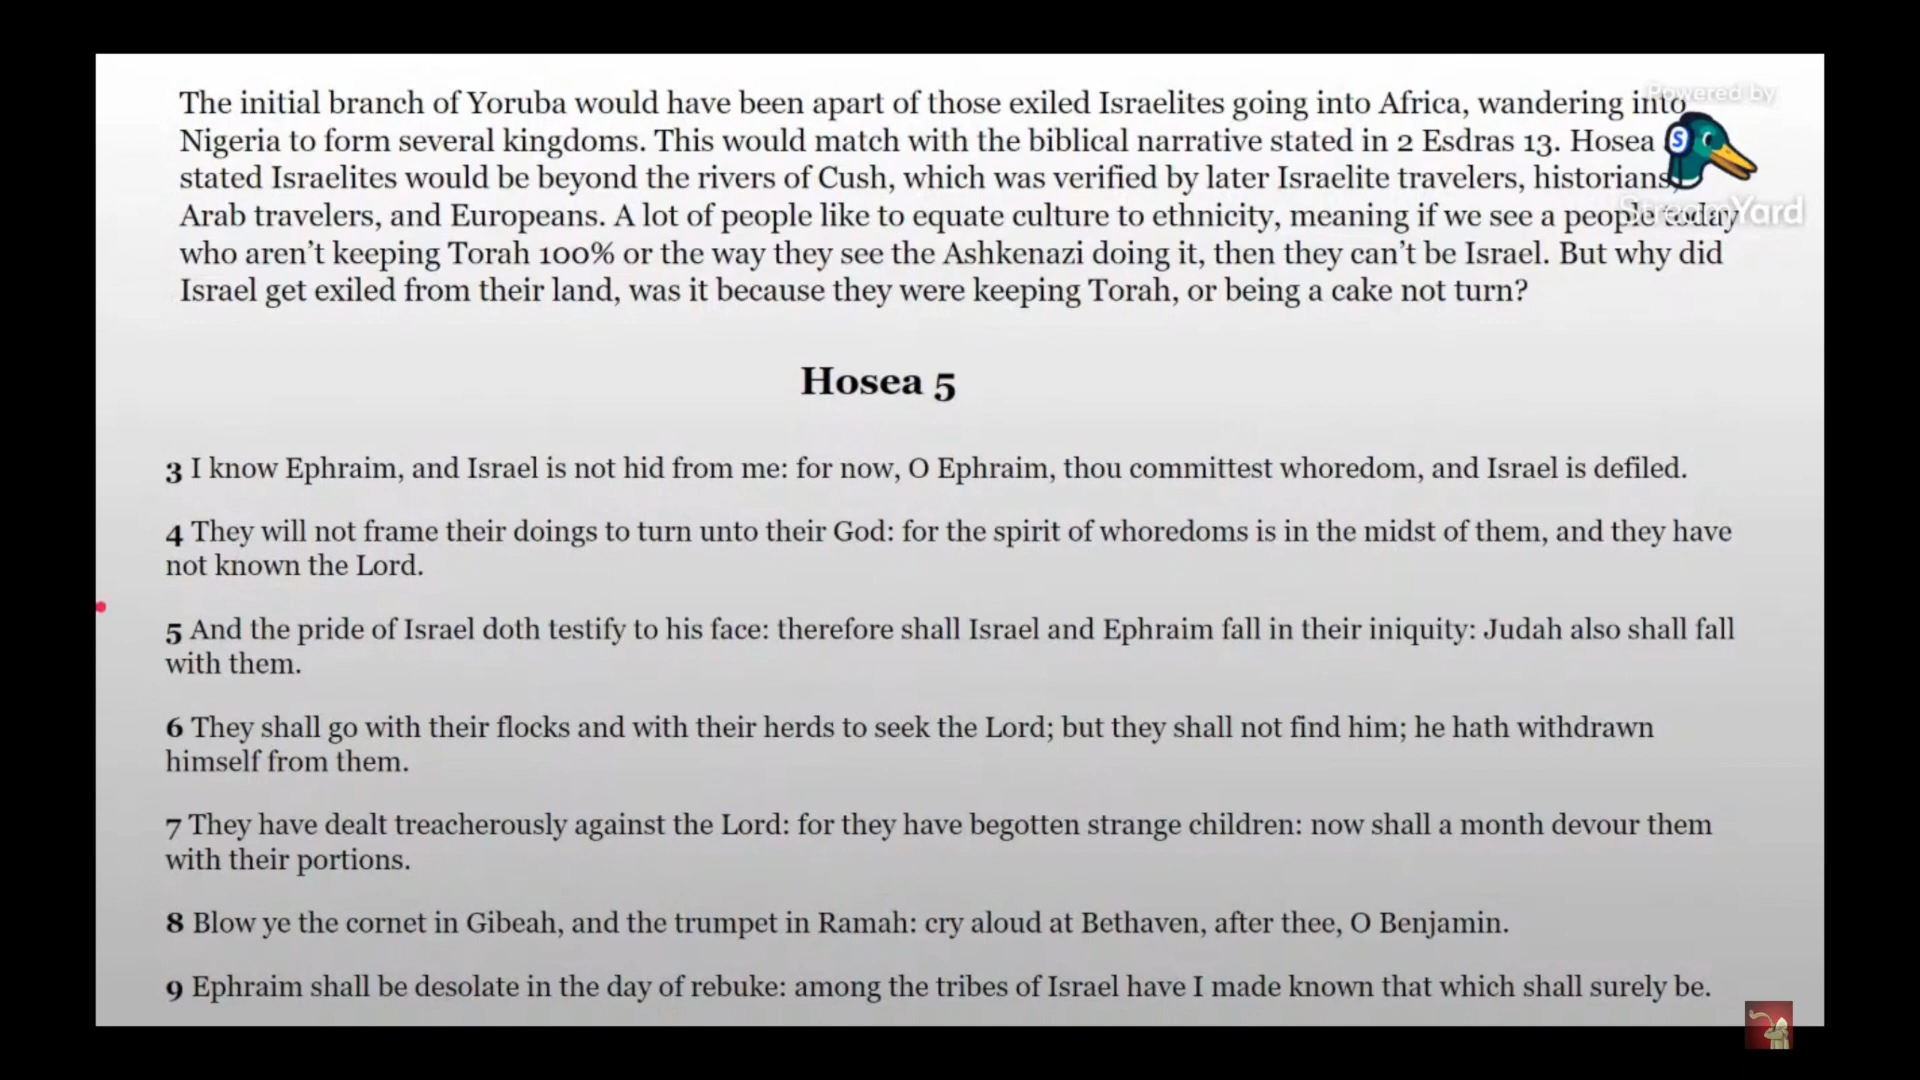 Powered by
The initial branch of Yoruba would have been apart of those exiled Israelites going into Africa, wandering into
Nigeria to form several kingdoms. This would match with the biblical narrative stated in 2 Esdras 13. Hosea
S
stated Israelites would be beyond the rivers of Cush, which was verified by later Israelite travelers, historians,
Arab travelers, and Europeans. A lot of people like to equate culture to ethnicity, meaning if we see a people today
StreamYard
who aren't keeping Torah 100% or the way they see the Ashkenazi doing it, then they can't be Israel. But why did
Israel get exiled from their land, was it because they were keeping Torah, or being a cake not turn?
Hosea 5
3 I know Ephraim, and Israel is not hid from me: for now, O Ephraim, thou committest whoredom, and Israel is defiled.
4 They will not frame their doings to turn unto their God: for the spirit of whoredoms is in the midst of them, and they have
not known the Lord.
5 And the pride of Israel doth testify to his face: therefore shall Israel and Ephraim fall in their iniquity: Judah also shall fall
with them.
6 They shall go with their flocks and with their herds to seek the Lord; but they shall not find him; he hath withdrawn
himself from them.
7 They have dealt treacherously against the Lord: for they have begotten strange children: now shall a month devour them
with their portions.
8 Blow ye the cornet in Gibeah, and the trumpet in Ramah: cry aloud at Bethaven, after thee, O Benjamin.
9 Ephraim shall be desolate in the day of rebuke: among the tribes of Israel have I made known that which shall surely be.